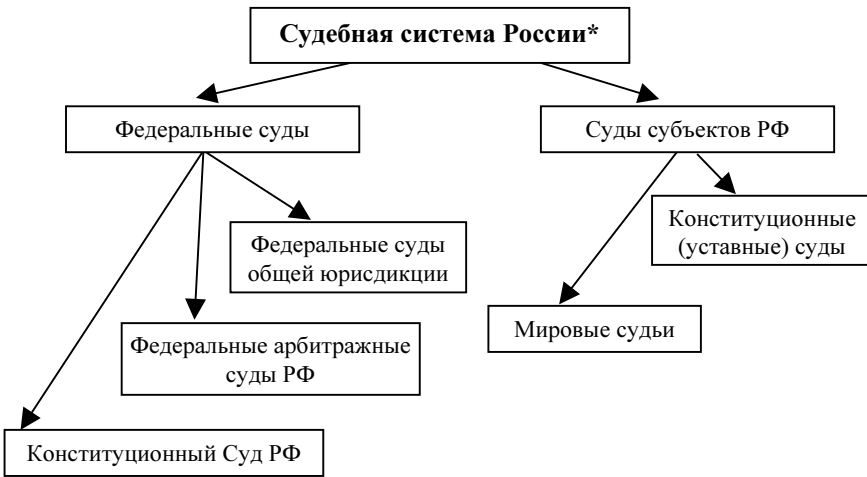 Судебная система России*
Федеральные суды
Суды субъектов РФ
Федеральные суды
общей юрисдикции
Конституционные
(уставные) суды
Федеральные арбитражные
суды РФ
Мировые судьи
Конституционный Суд РФ